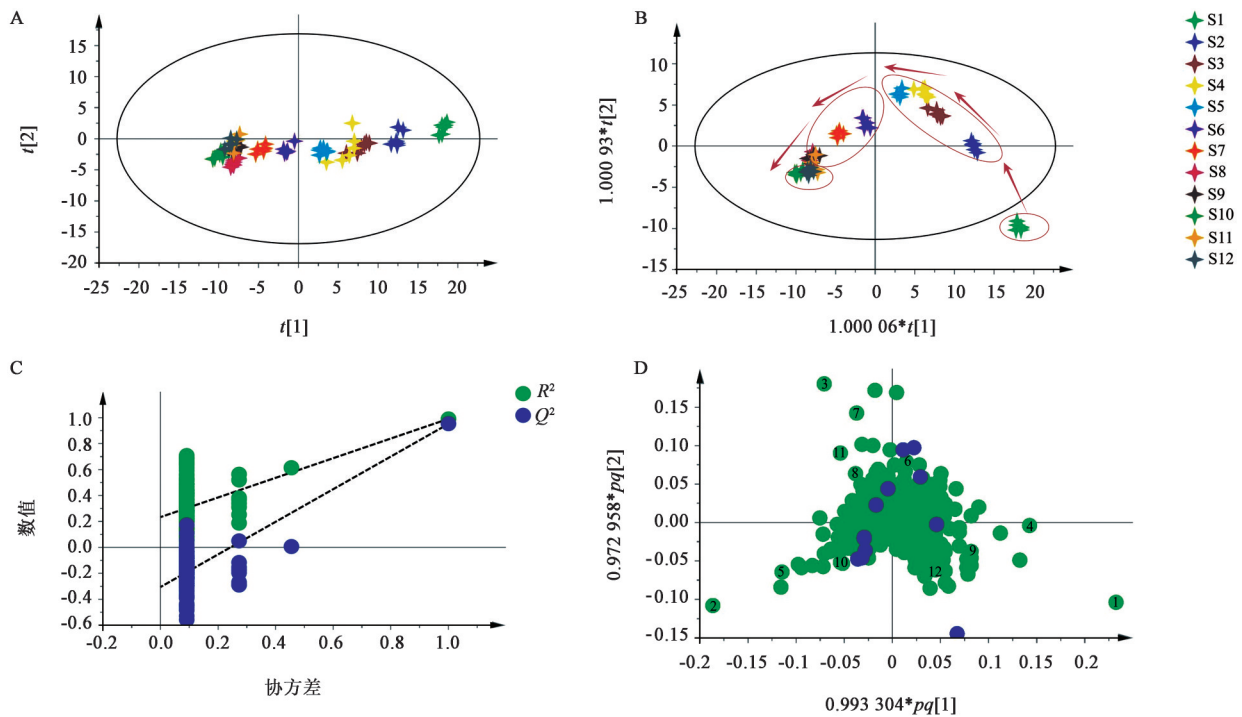 A
t[2]
20
15
10
5
0
-5
-10
-15
-20
-25 -20 -15 -10 -5 0 5 10 15 20
t[1]
B
1.000 93*t[2]
10
5
0
-5
-10
-15
-25 -20 -15 -10 -5 0 5 10 15 20
1.000 06*t[1]
S1
S2
S3
S4
S5
S6
S7
S8
S9
S10
S11
S12
C
数值
1.0
0.8
0.6
0.4
0.2
0.0
-0.2
-0.4
-0.6
-0.2 0.0 0.2 0.4 0.6 0.8 1.0
协方差
R²
Q²
D
0.972 958*pq[2]
0.15
0.10
0.05
0.00
-0.05
-0.10
-0.15
3
7
11
8
6
4
9
10
12
5
2
1
-0.2 -0.15 -0.1 -0.05 0 0.05 0.1 0.15 0.2
0.993 304*pq[1]